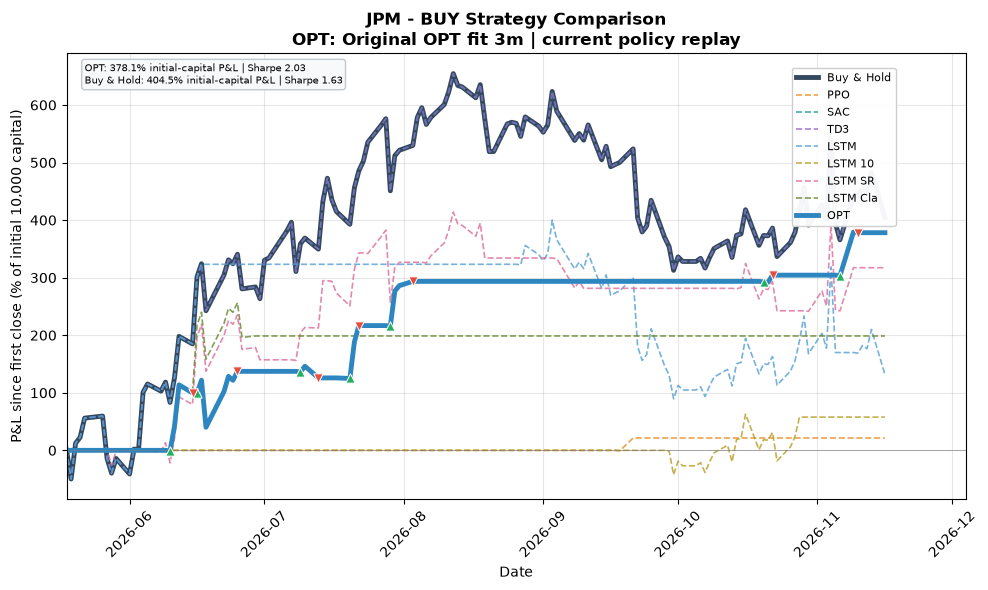 JPM - BUY Strategy Comparison
OPT: Original OPT fit 3m | current policy replay
OPT: 378.1% initial-capital P&L | Sharpe 2.03
Buy & Hold: 404.5% initial-capital P&L | Sharpe 1.63
Buy & Hold
PPO
SAC
TD3
LSTM
LSTM 10
LSTM SR
LSTM Cla
OPT
P&L since first close (% of initial 10,000 capital)
600
500
400
300
200
100
0
2026-06
2026-07
2026-08
2026-09
2026-10
2026-11
2026-12
Date